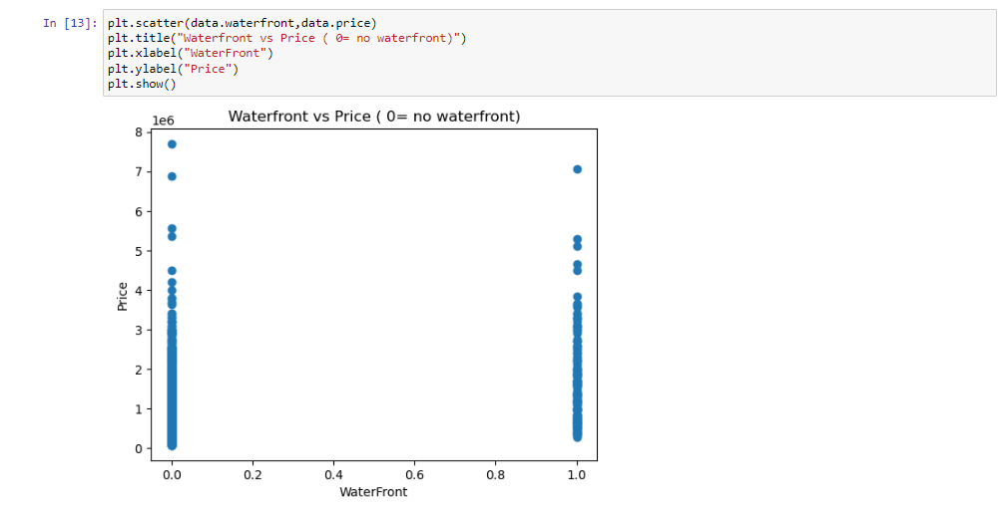 In [13]:
plt.scatter(data.waterfront,data.price)
plt.title("Waterfront vs Price ( 0= no waterfront)")
plt.xlabel("WaterFront")
plt.ylabel("Price")
plt.show()
Waterfront vs Price ( 0= no waterfront)
1e6
8
7
6
5
4
3
2
1
0
Price
0.0 0.2 0.4 0.6 0.8 1.0
WaterFront